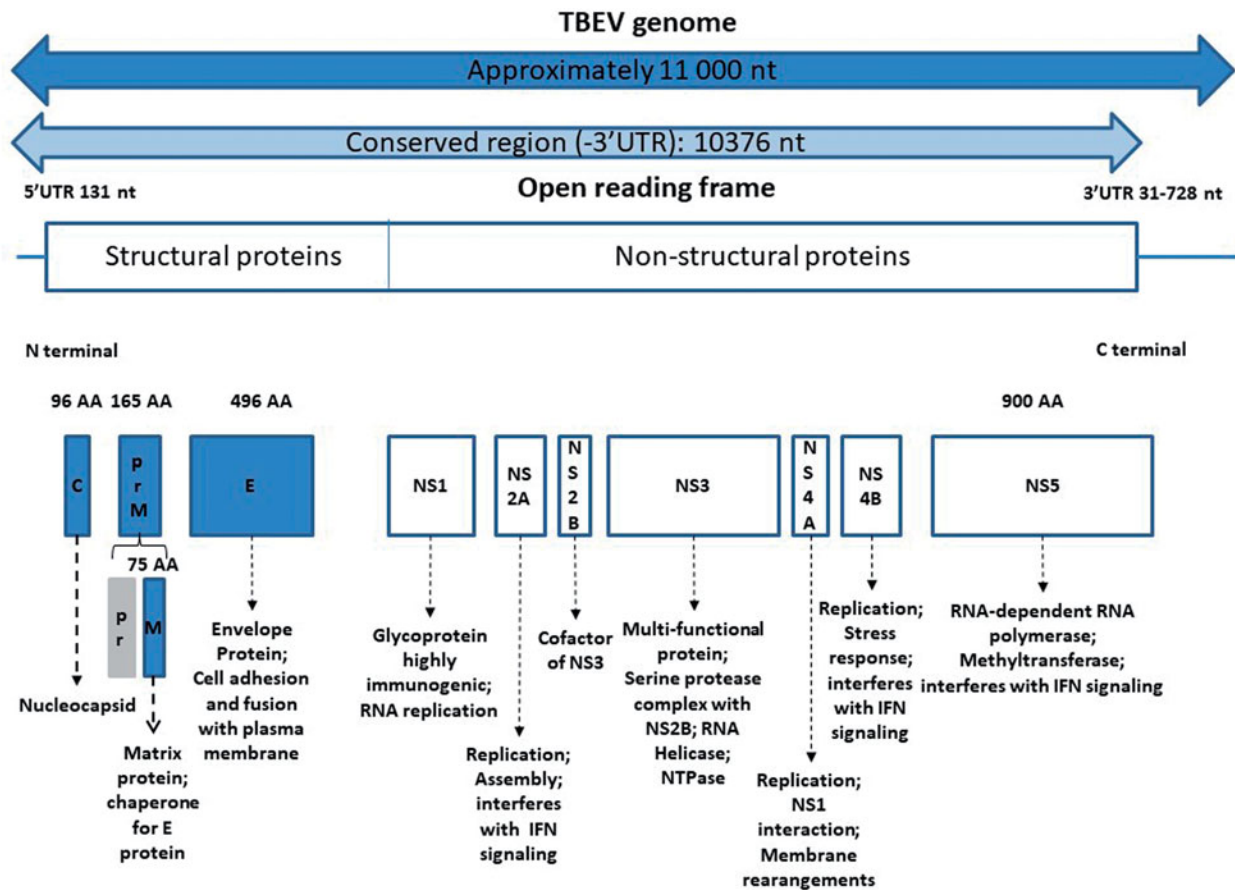 TBEV genome
Approximately 11 000 nt
Conserved region (-3'UTR): 10376 nt
5'UTR 131 nt
Open reading frame
3'UTR 31-728 nt
Structural proteins
Non-structural proteins
N terminal
C terminal
96 AA
165 AA
496 AA
900 AA
C
prM
E
NS1
NS
2A
NS2B
NS3
NS4A
NS
4B
NS5
75 AA
pr
M
Nucleocapsid
Matrix
protein;
chaperone
for E
protein
Envelope
Protein;
Cell adhesion
and fusion
with plasma
membrane
Glycoprotein
highly
immunogenic;
RNA replication
Replication;
Assembly;
interferes
with IFN
signaling
Cofactor
of NS3
Multi-functional
protein;
Serine protease
complex with
NS2B; RNA
Helicase;
NTPase
Replication;
NS1
interaction;
Membrane
rearangements
Replication;
Stress
response;
interferes
with IFN
signaling
RNA-dependent RNA
polymerase;
Methyltransferase;
interferes with IFN signaling